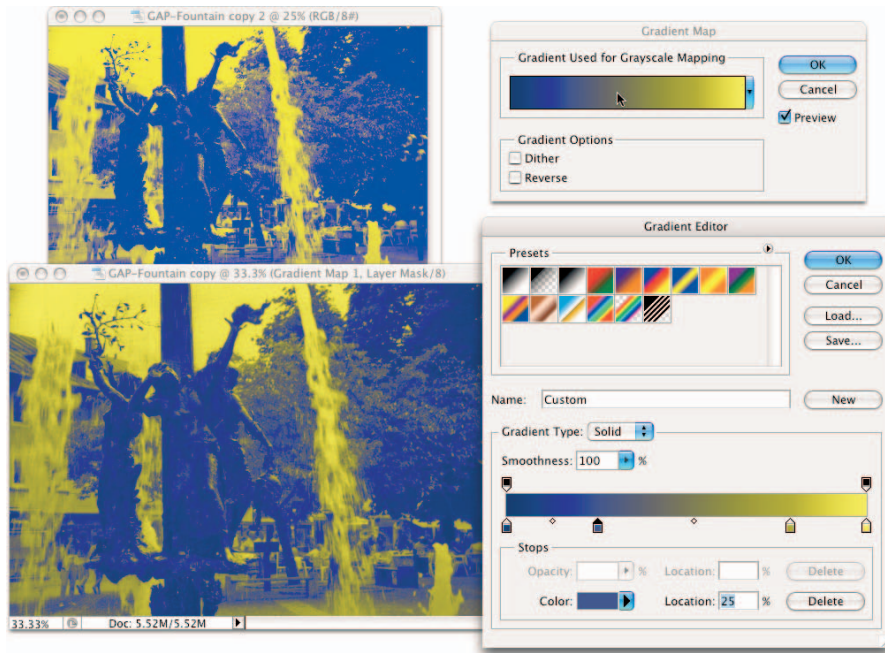 GAP-Fountain copy 2 @ 25% (RGB/8#)
GAP-Fountain copy @ 33.3% (Gradient Map 1, Layer Mask/8)
33.33%
Doc: 5.52M/5.52M
Gradient Map
Gradient Used for Grayscale Mapping
OK
Cancel
Preview
Gradient Options
Dither
Reverse
Gradient Editor
Presets
OK
Cancel
Load...
Save...
Name: Custom
New
Gradient Type: Solid
Smoothness: 100 %
Stops
Opacity: % Location: % Delete
Color: Location: 25 % Delete